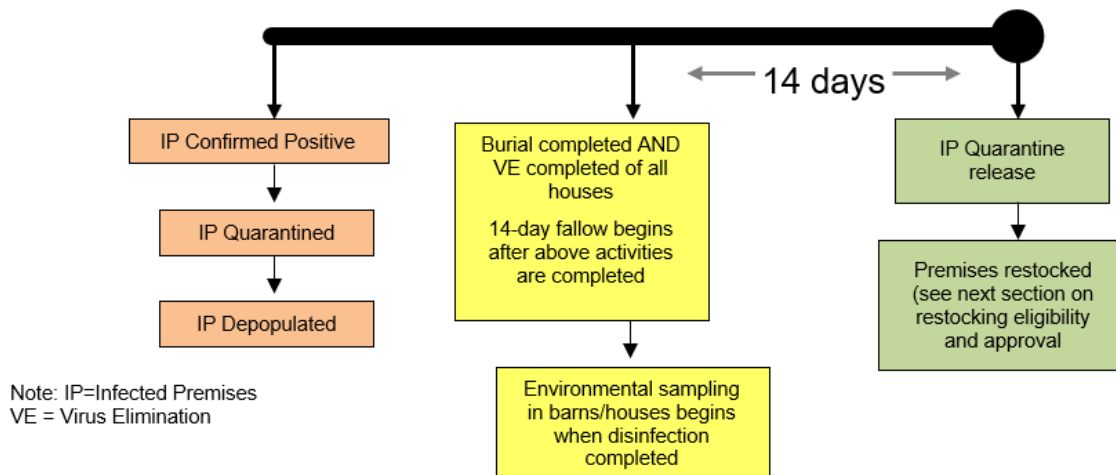 14 days
IP Confirmed Positive
IP Quarantined
IP Depopulated
Note: IP=Infected Premises
VE = Virus Elimination
Burial completed AND
VE completed of all
houses
14-day fallow begins
after above activities
are completed
Environmental sampling
in barns/houses begins
when disinfection
completed
IP Quarantine
release
Premises restocked
(see next section on
restocking eligibility
and approval